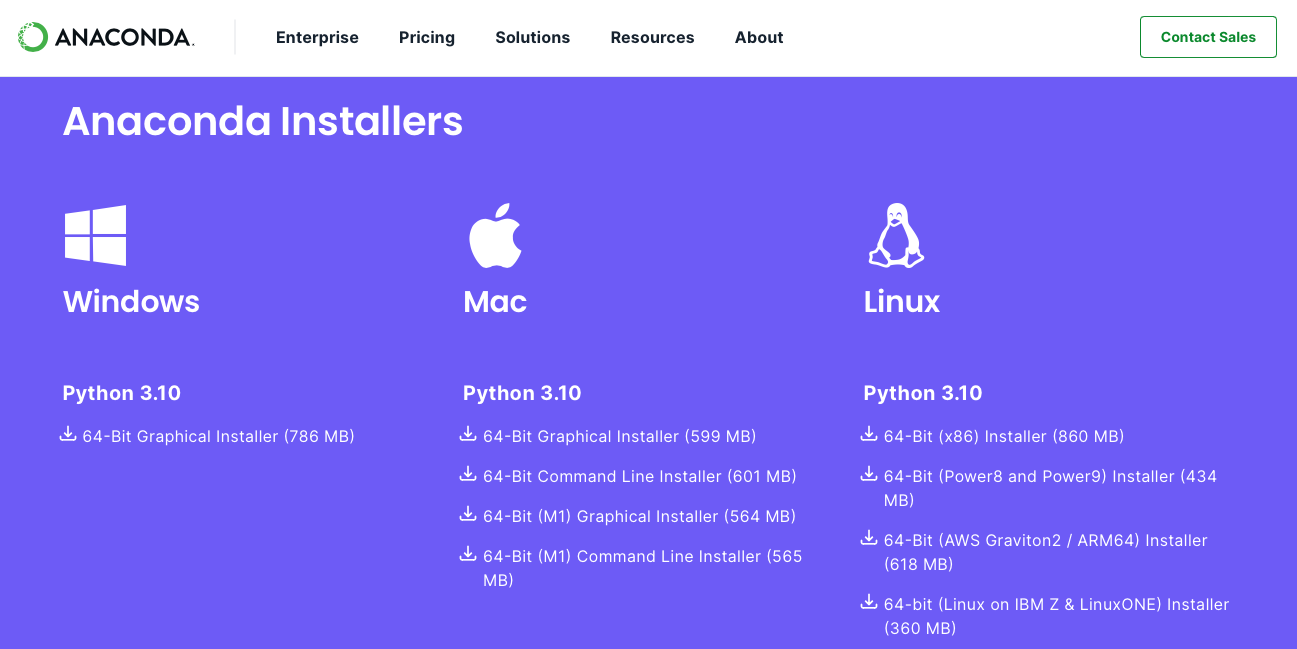 ANACONDA.
Enterprise
Pricing
Solutions
Resources
About
Contact Sales
Anaconda Installers
Windows
Python 3.10
64-Bit Graphical Installer (786 MB)
Mac
Python 3.10
64-Bit Graphical Installer (599 MB)
64-Bit Command Line Installer (601 MB)
64-Bit (M1) Graphical Installer (564 MB)
64-Bit (M1) Command Line Installer (565
MB)
Linux
Python 3.10
64-Bit (x86) Installer (860 MB)
64-Bit (Power8 and Power9) Installer (434
MB)
64-Bit (AWS Graviton2 / ARM64) Installer
(618 MB)
64-bit (Linux on IBM Z & LinuxONE) Installer
(360 MB)